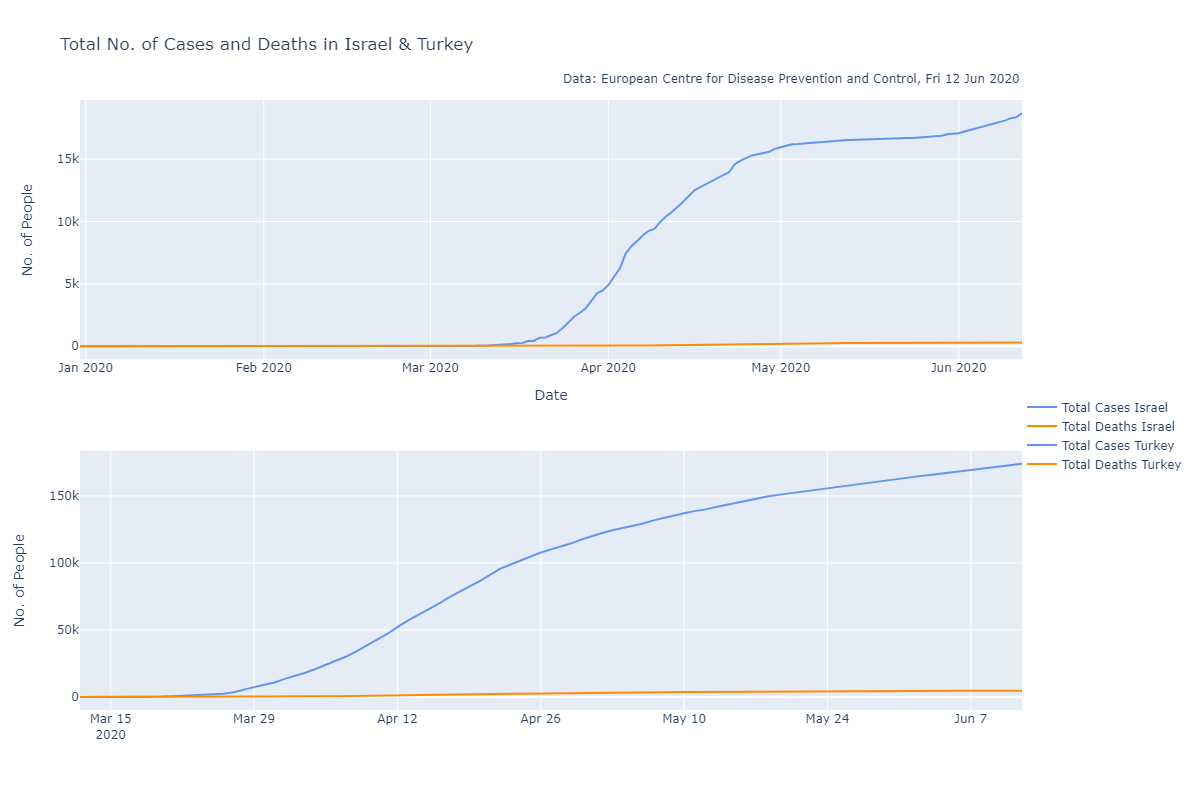 Total No. of Cases and Deaths in Israel & Turkey
Data: European Centre for Disease Prevention and Control, Fri 12 Jun 2020
No. of People
15k
10k
5k
0
Jan 2020
Feb 2020
Mar 2020
Apr 2020
May 2020
Jun 2020
Date
Total Cases Israel
Total Deaths Israel
Total Cases Turkey
Total Deaths Turkey
No. of People
150k
100k
50k
0
Mar 15
2020
Mar 29
Apr 12
Apr 26
May 10
May 24
Jun 7